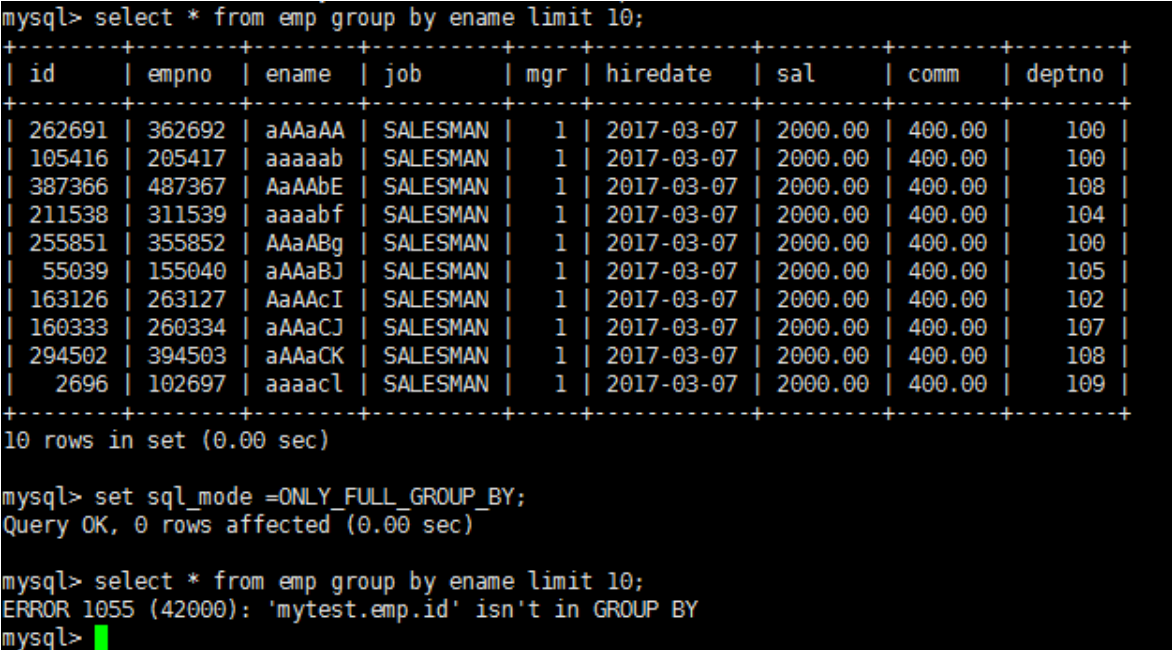 mysql> select * from emp group by ename limit 10;
+--------+--------+--------+----------+-----+------------+---------+--------+--------+
| id     | empno  | ename  | job      | mgr | hiredate   | sal     | comm   | deptno |
+--------+--------+--------+----------+-----+------------+---------+--------+--------+
| 262691 | 362692 | aAAaAA | SALESMAN |   1 | 2017-03-07 | 2000.00 | 400.00 |    100 |
| 105416 | 205417 | aaaaab | SALESMAN |   1 | 2017-03-07 | 2000.00 | 400.00 |    100 |
| 387366 | 487367 | AaAAbE | SALESMAN |   1 | 2017-03-07 | 2000.00 | 400.00 |    108 |
| 211538 | 311539 | aaaabf | SALESMAN |   1 | 2017-03-07 | 2000.00 | 400.00 |    104 |
| 255851 | 355852 | AAaABg | SALESMAN |   1 | 2017-03-07 | 2000.00 | 400.00 |    100 |
|  55039 | 155040 | aAAaBJ | SALESMAN |   1 | 2017-03-07 | 2000.00 | 400.00 |    105 |
| 163126 | 263127 | AaAAcI | SALESMAN |   1 | 2017-03-07 | 2000.00 | 400.00 |    102 |
| 160333 | 260334 | aAAaCJ | SALESMAN |   1 | 2017-03-07 | 2000.00 | 400.00 |    107 |
| 294502 | 394503 | aAAaCK | SALESMAN |   1 | 2017-03-07 | 2000.00 | 400.00 |    108 |
|   2696 | 102697 | aaaacl | SALESMAN |   1 | 2017-03-07 | 2000.00 | 400.00 |    109 |
+--------+--------+--------+----------+-----+------------+---------+--------+--------+
10 rows in set (0.00 sec)
mysql> set sql_mode =ONLY_FULL_GROUP_BY;
Query OK, 0 rows affected (0.00 sec)
mysql> select * from emp group by ename limit 10;
ERROR 1055 (42000): 'mytest.emp.id' isn't in GROUP BY
mysql>